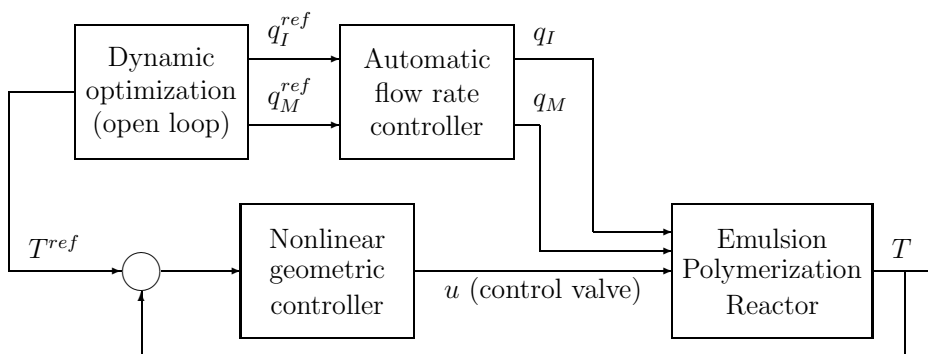 Dynamic
optimization
(open loop)
q_I^{ref}
q_M^{ref}
Automatic
flow rate
controller
q_I
q_M
T^{ref}
Nonlinear
geometric
controller
u (control valve)
Emulsion
Polymerization
Reactor
T